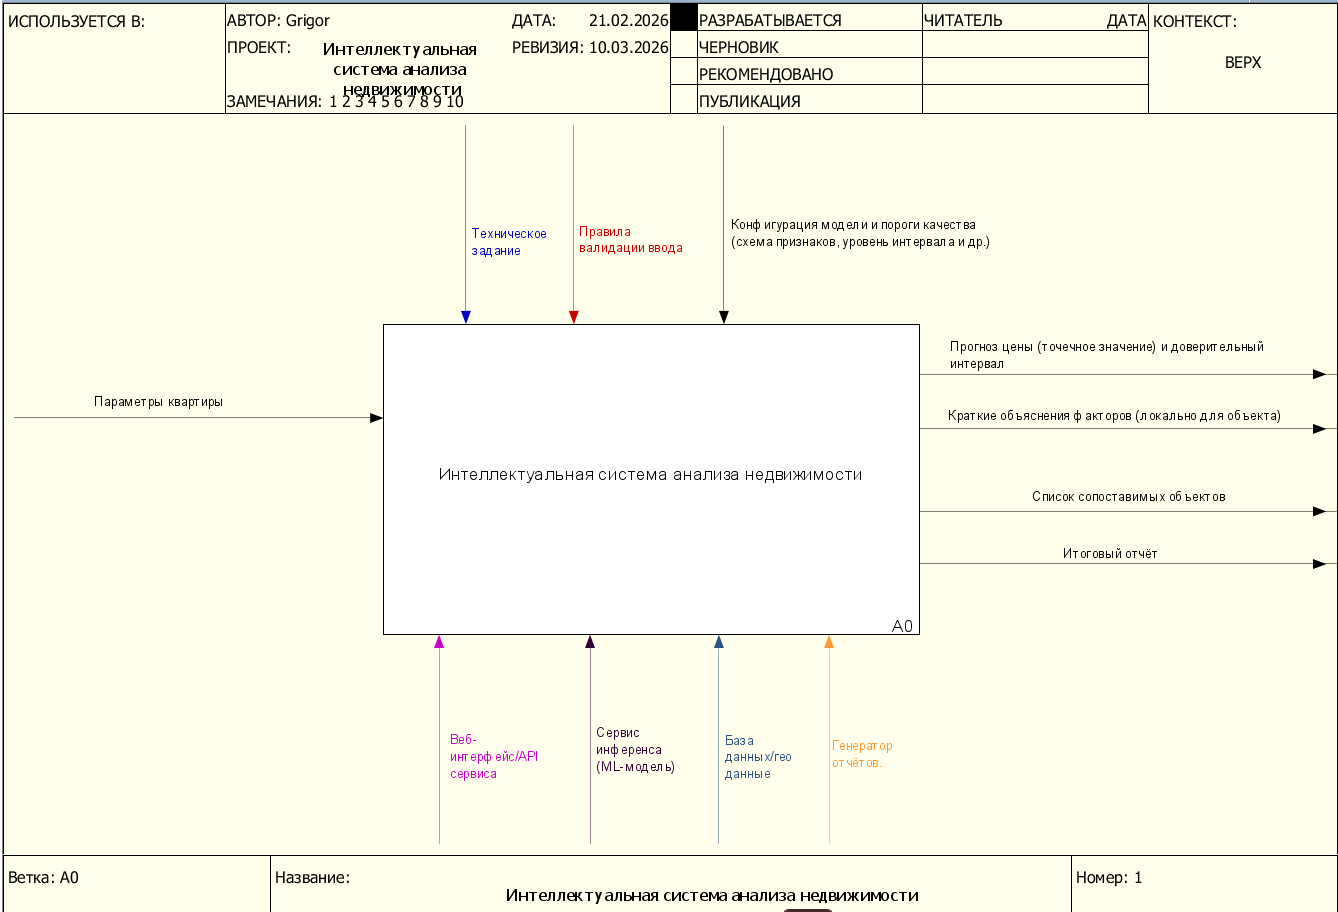 ИСПОЛЬЗУЕТСЯ В:
АВТОР: Grigor
ДАТА: 21.02.2026
РАЗРАБАТЫВАЕТСЯ
ЧИТАТЕЛЬ
ДАТА
КОНТЕКСТ:
ПРОЕКТ:
Интеллектуальная
система анализа
недвижимости
РЕВИЗИЯ: 10.03.2026
ЧЕРНОВИК
РЕКОМЕНДОВАНО
ВЕРХ
ЗАМЕЧАНИЯ: 1 2 3 4 5 6 7 8 9 10
ПУБЛИКАЦИЯ
Техническое
задание
Правила
валидации ввода
Конфигурация модели и пороги качества
(схема признаков, уровень интервала и др.)
Параметры квартиры
Интеллектуальная система анализа недвижимости
A0
Прогноз цены (точечное значение) и доверительный
интервал
Краткие объяснения факторов (локально для объекта)
Список сопоставимых объектов
Итоговый отчёт
Веб-
интерфейс/API
сервиса
Сервис
инференса
(ML-модель)
База
данных/гео
данные
Генератор
отчётов.
Ветка: A0
Название:
Интеллектуальная система анализа недвижимости
Номер: 1